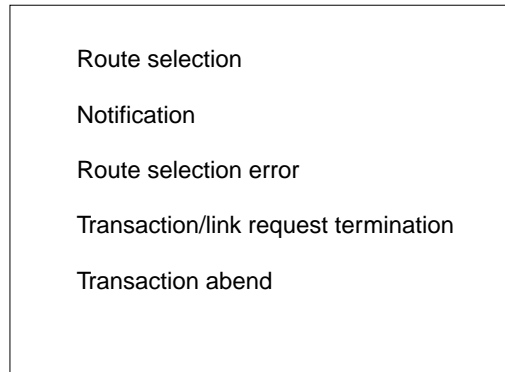 Route selection
Notification
Route selection error
Transaction/link request termination
Transaction abend